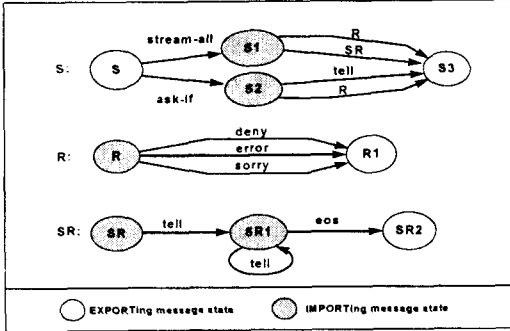 stream-all
S1
R
SR
S:
S
S3
S2
tell
ask-if
R
deny
R:
R
error
R1
sorry
SR:
SR
tell
SR1
eos
SR2
tell
EXPORTing message state
IMPORTing message state